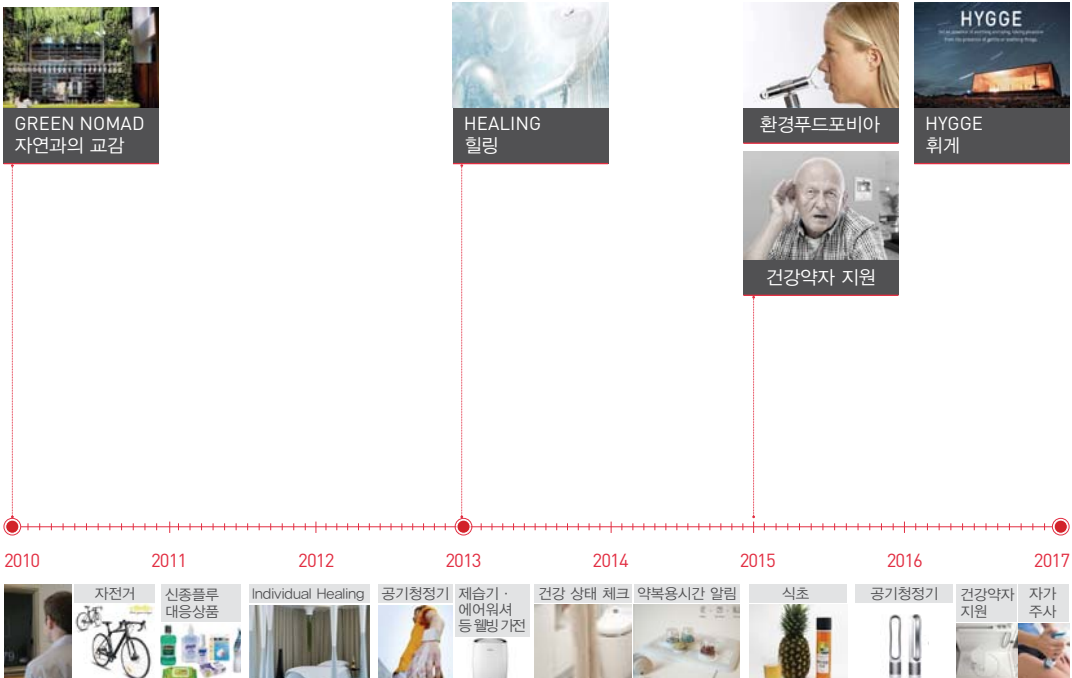 GREEN NOMAD
자연과의 교감
HEALING
힐링
환경푸드포비아
건강약자 지원
HYGGE
HYGGE
휘게
2010
2011
2012
2013
2014
2015
2016
2017
자전거
신종플루
대응상품
Individual Healing
공기청정기
제습기 ·
에어워셔
등 웰빙가전
건강 상태 체크
약복용시간 알림
식초
공기청정기
건강약자
지원
자가
주사